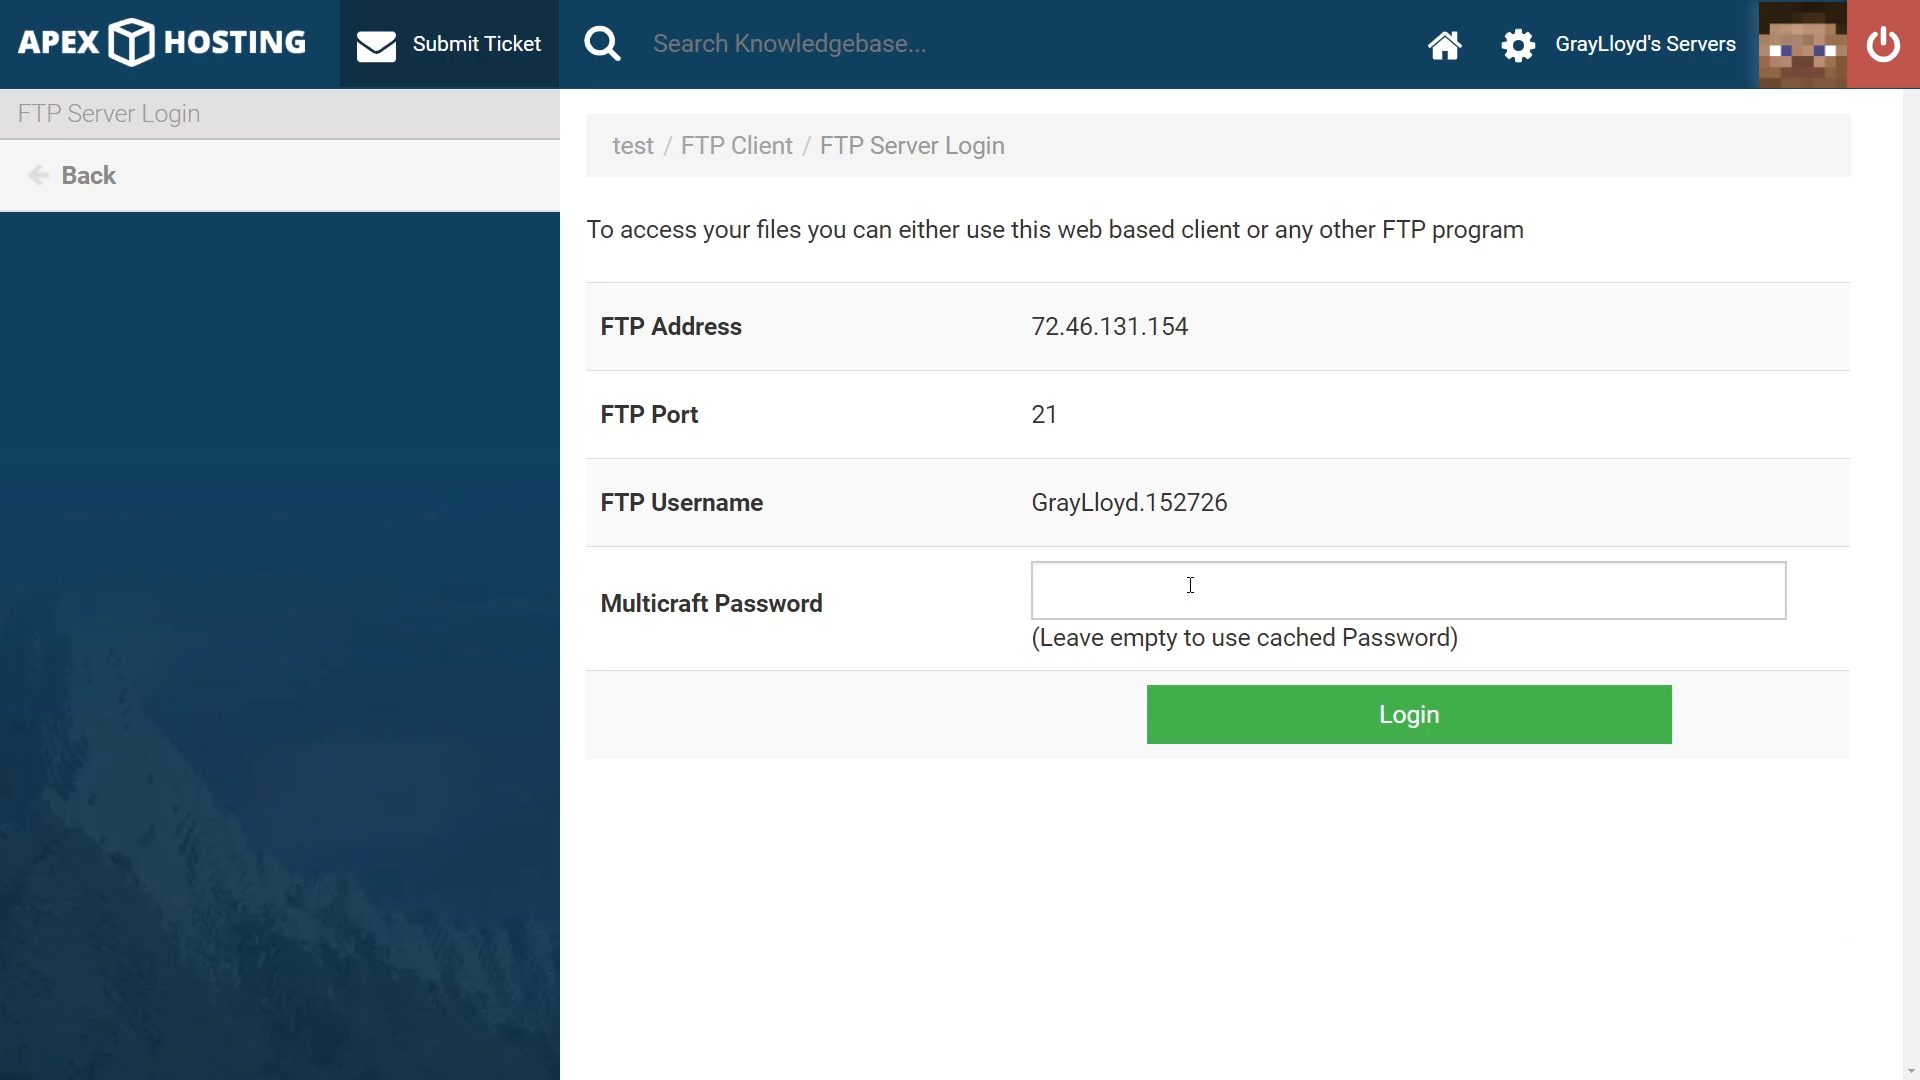 APEX HOSTING
Submit Ticket
Search Knowledgebase...
GrayLloyd's Servers
FTP Server Login
Back
test / FTP Client / FTP Server Login
To access your files you can either use this web based client or any other FTP program
FTP Address 72.46.131.154
FTP Port 21
FTP Username GrayLloyd.152726
Multicraft Password
(Leave empty to use cached Password)
Login